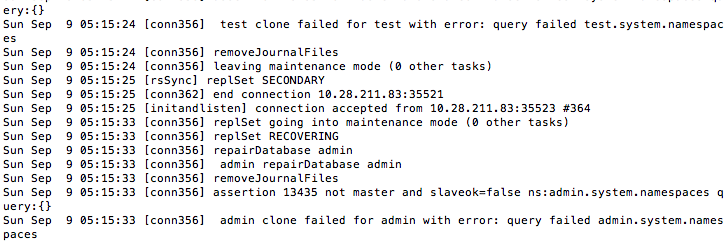 ery:{}
Sun Sep  9 05:15:24 [conn356]  test clone failed for test with error: query failed test.system.namespac
es
Sun Sep  9 05:15:24 [conn356] removeJournalFiles
Sun Sep  9 05:15:24 [conn356] leaving maintenance mode (0 other tasks)
Sun Sep  9 05:15:25 [rsSync] replSet SECONDARY
Sun Sep  9 05:15:25 [conn362] end connection 10.28.211.83:35521
Sun Sep  9 05:15:25 [initandlisten] connection accepted from 10.28.211.83:35523 #364
Sun Sep  9 05:15:33 [conn356] replSet going into maintenance mode (0 other tasks)
Sun Sep  9 05:15:33 [conn356] replSet RECOVERING
Sun Sep  9 05:15:33 [conn356] repairDatabase admin
Sun Sep  9 05:15:33 [conn356]  admin repairDatabase admin
Sun Sep  9 05:15:33 [conn356] removeJournalFiles
Sun Sep  9 05:15:33 [conn356] assertion 13435 not master and slaveok=false ns:admin.system.namespaces q
uery:{}
Sun Sep  9 05:15:33 [conn356]  admin clone failed for admin with error: query failed admin.system.names
paces